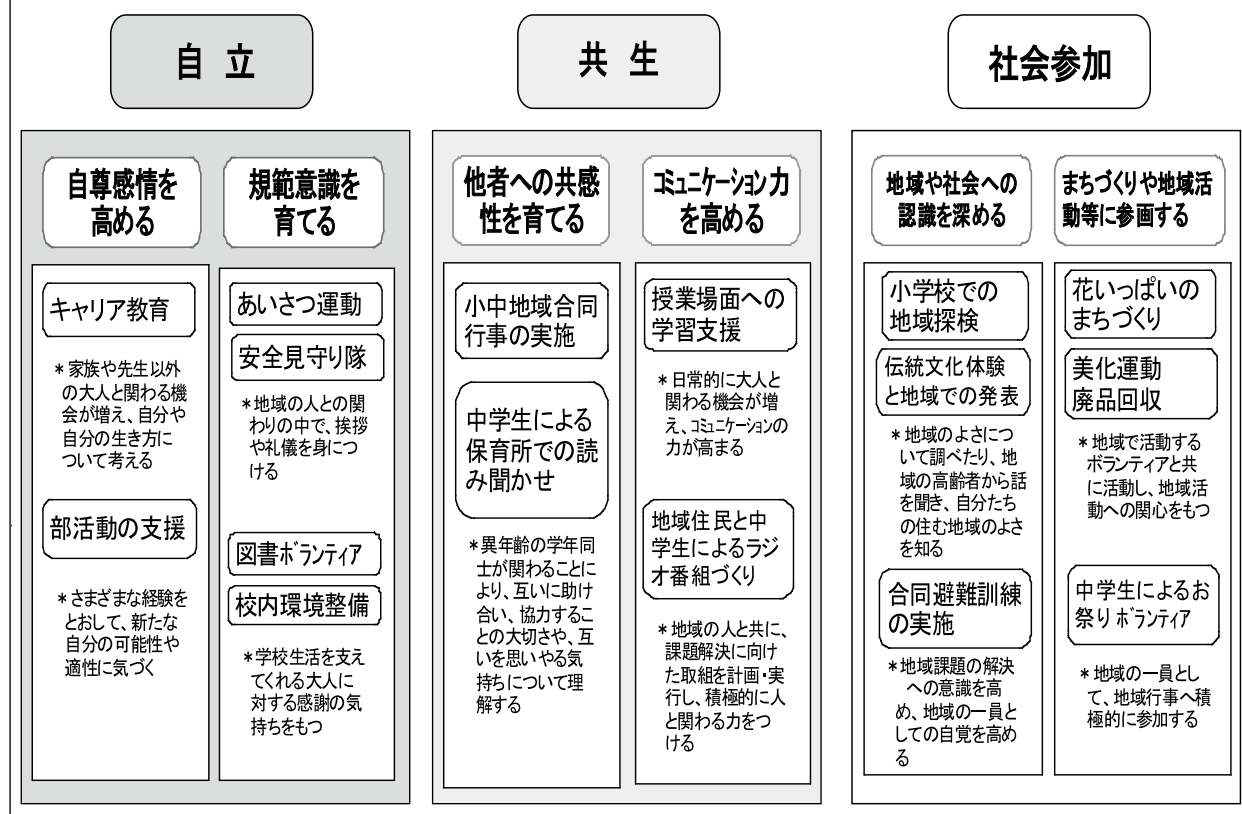 自 立
自尊感情を
高める
キャリア教育
＊家族や先生以外
の大人と関わる機
会が増え、自分や
自分の生き方に
ついて考える
部活動の支援
＊さまざまな経験を
とおして、新たな
自分の可能性や
適性に気づく
規範意識を
育てる
あいさつ運動
安全見守り隊
＊地域の人との関
わりの中で、挨拶
や礼儀を身につ
ける
図書ボランティア
校内環境整備
＊学校生活を支え
てくれる大人に
対する感謝の気
持ちをもつ
共 生
他者への共感
性を育てる
小中地域合同
行事の実施
中学生による
保育所での読
み聞かせ
＊異年齢の学年同
士が関わることに
より、互いに助け
合い、協力するこ
との大切さや、互
いを思いやる気
持ちについて理
解する
コミュニケーション力
を高める
授業場面への
学習支援
＊日常的に大人と
関わる機会が増
え、コミュニケーションの
力が高まる
地域住民と中
学生によるラジ
オ番組づくり
＊地域の人と共に、
課題解決に向け
た取組を計画・実
行し、積極的に人
と関わる力をつ
ける
社会参加
地域や社会への
認識を深める
小学校での
地域探検
伝統文化体験
と地域での発表
＊地域のよさにつ
いて調べたり、地
域の高齢者から話
を聞き、自分たち
の住む地域のよさ
を知る
合同避難訓練
の実施
＊地域課題の解決
への意識を高
め、地域の一員と
しての自覚を高め
る
まちづくりや地域活
動等に参画する
花いっぱいの
まちづくり
美化運動
廃品回収
＊地域で活動する
ボランティアと共
に活動し、地域活
動への関心をもつ
中学生によるお
祭りボランティア
＊地域の一員とし
て、地域行事へ積
極的に参加する